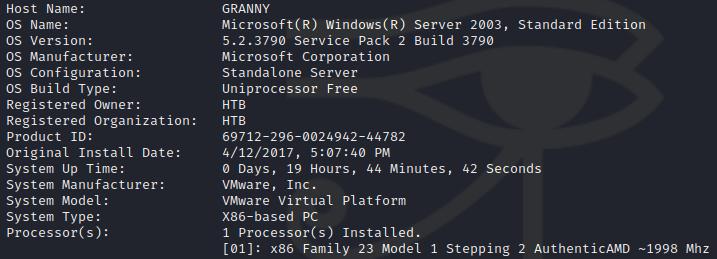 Host Name: GRANNY
OS Name: Microsoft(R) Windows(R) Server 2003, Standard Edition
OS Version: 5.2.3790 Service Pack 2 Build 3790
OS Manufacturer: Microsoft Corporation
OS Configuration: Standalone Server
OS Build Type: Uniprocessor Free
Registered Owner: HTB
Registered Organization: HTB
Product ID: 69712-296-0024942-44782
Original Install Date: 4/12/2017, 5:07:40 PM
System Up Time: 0 Days, 19 Hours, 44 Minutes, 42 Seconds
System Manufacturer: VMware, Inc.
System Model: VMware Virtual Platform
System Type: X86-based PC
Processor(s): 1 Processor(s) Installed.
[01]: x86 Family 23 Model 1 Stepping 2 AuthenticAMD ~1998 Mhz